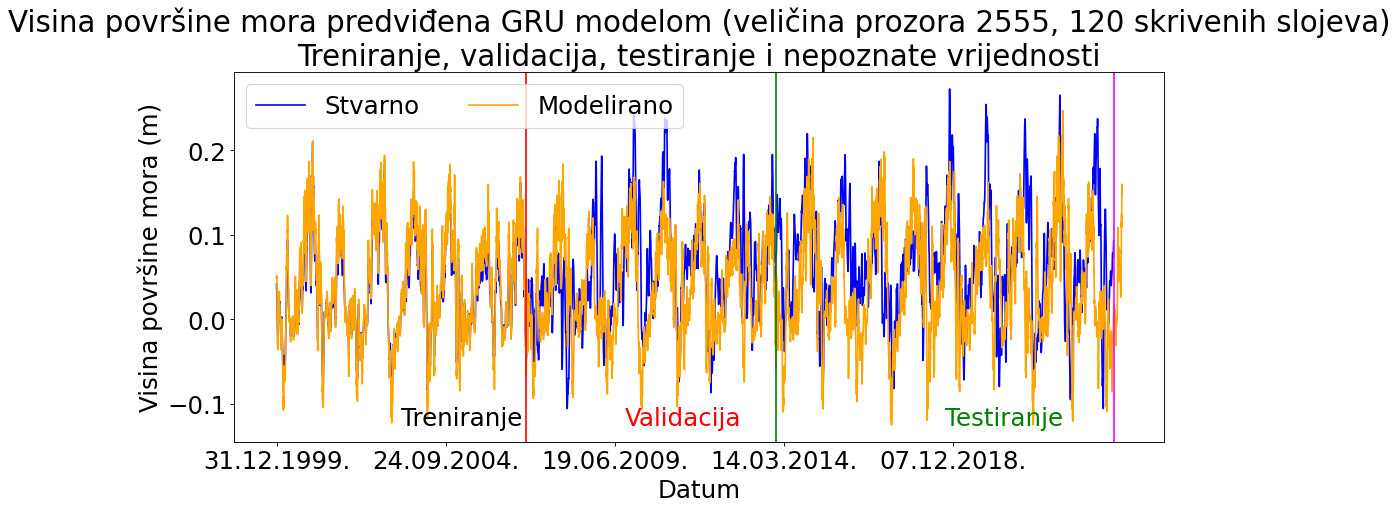 Visina površine mora predviđena GRU modelom (veličina prozora 2555, 120 skrivenih slojeva)
Treniranje, validacija, testiranje i nepoznate vrijednosti
Stvarno
Modelirano
Visina površine mora (m)
0.2
0.1
0.0
−0.1
Treniranje
Validacija
Testiranje
31.12.1999.
24.09.2004.
19.06.2009.
14.03.2014.
07.12.2018.
Datum